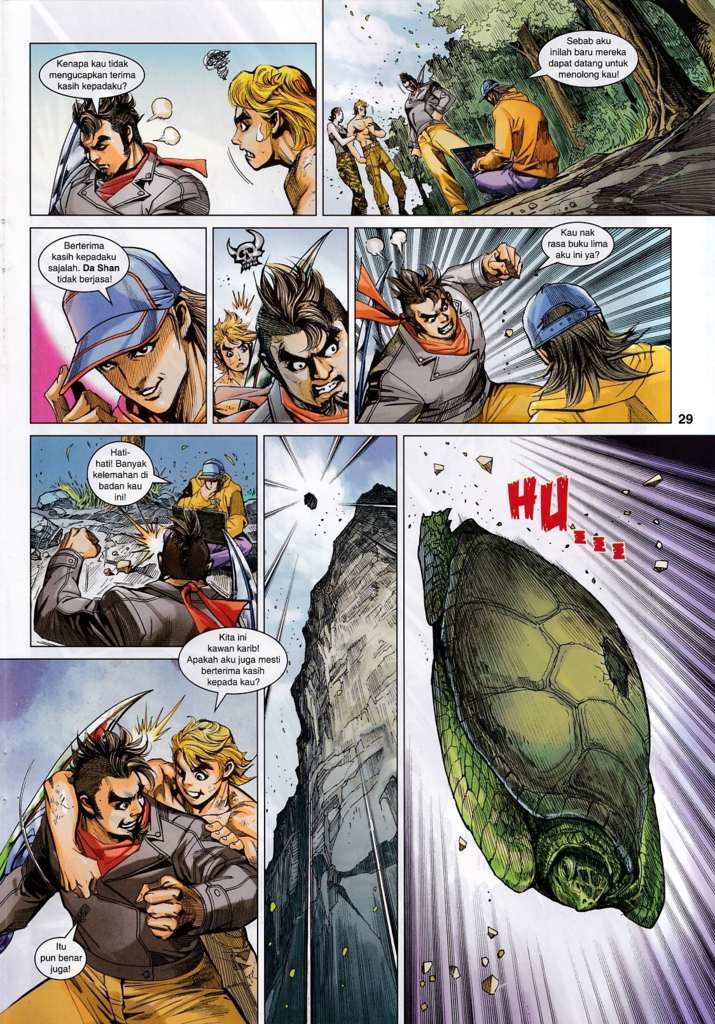 Kenapa kau tidak
mengucapkan terima
kasih kepadaku?
Sebab aku
inilah baru mereka
dapat datang untuk
menolong kau!
Berterima
kasih kepadaku
sajalah. Da Shan
tidak berjasa!
Kau nak
rasa buku lima
aku ini ya?
29
Hati-
hati! Banyak
kelemahan di
badan kau
ini!
HU...
Kita ini
kawan karib!
Apakah aku juga mesti
berterima kasih
kepada kau?
Itu
pun benar
juga!